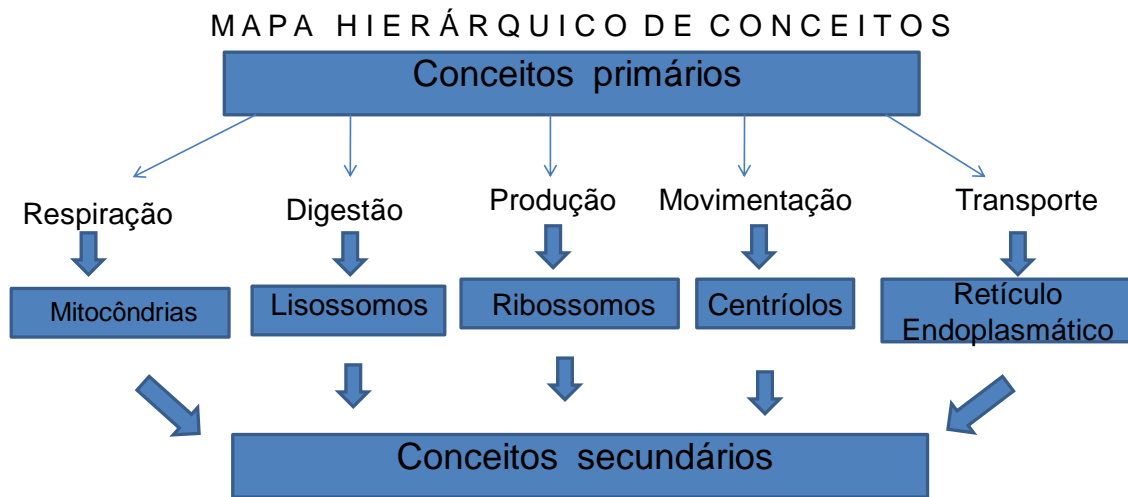 MAPA HIERÁRQUICO DE CONCEITOS
Conceitos primários
Respiração
Digestão
Produção
Movimentação
Transporte
Mitocôndrias
Lisossomos
Ribossomos
Centríolos
Retículo
Endoplasmático
Conceitos secundários